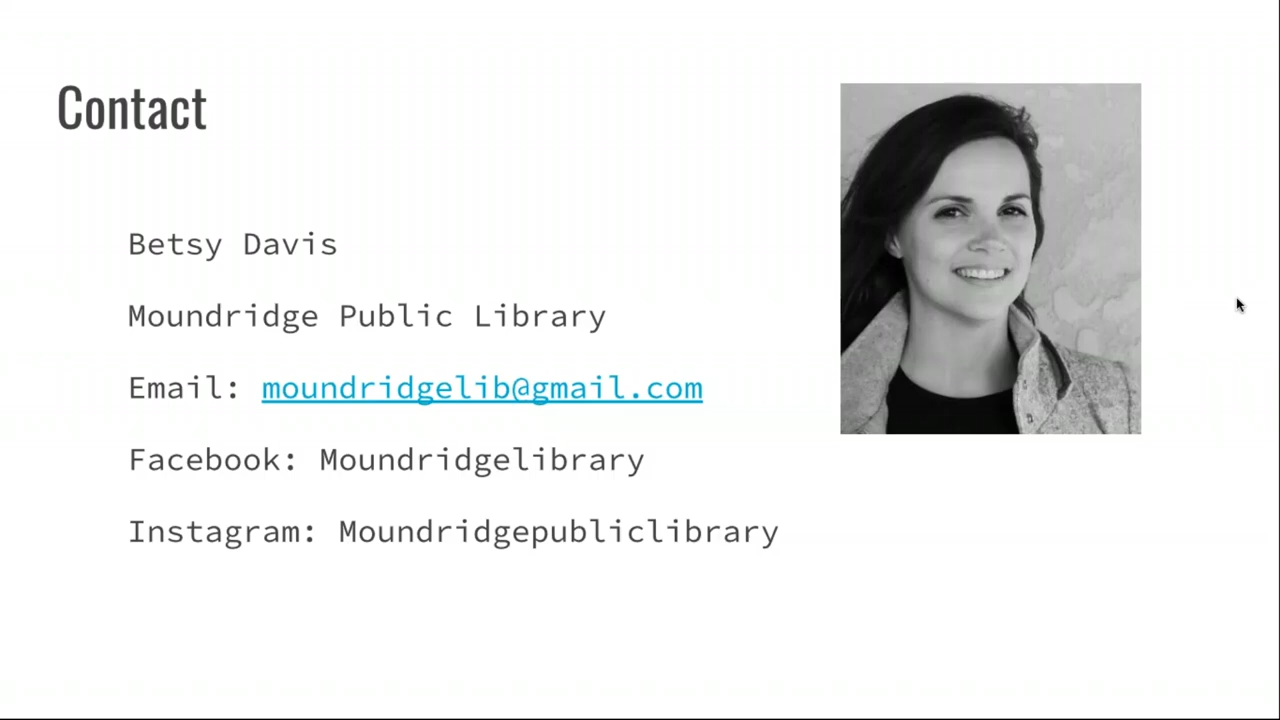 Contact
Betsy Davis
Moundridge Public Library
Email: moundridgelib@gmail.com
Facebook: Moundridgelibrary
Instagram: Moundridgepubliclibrary